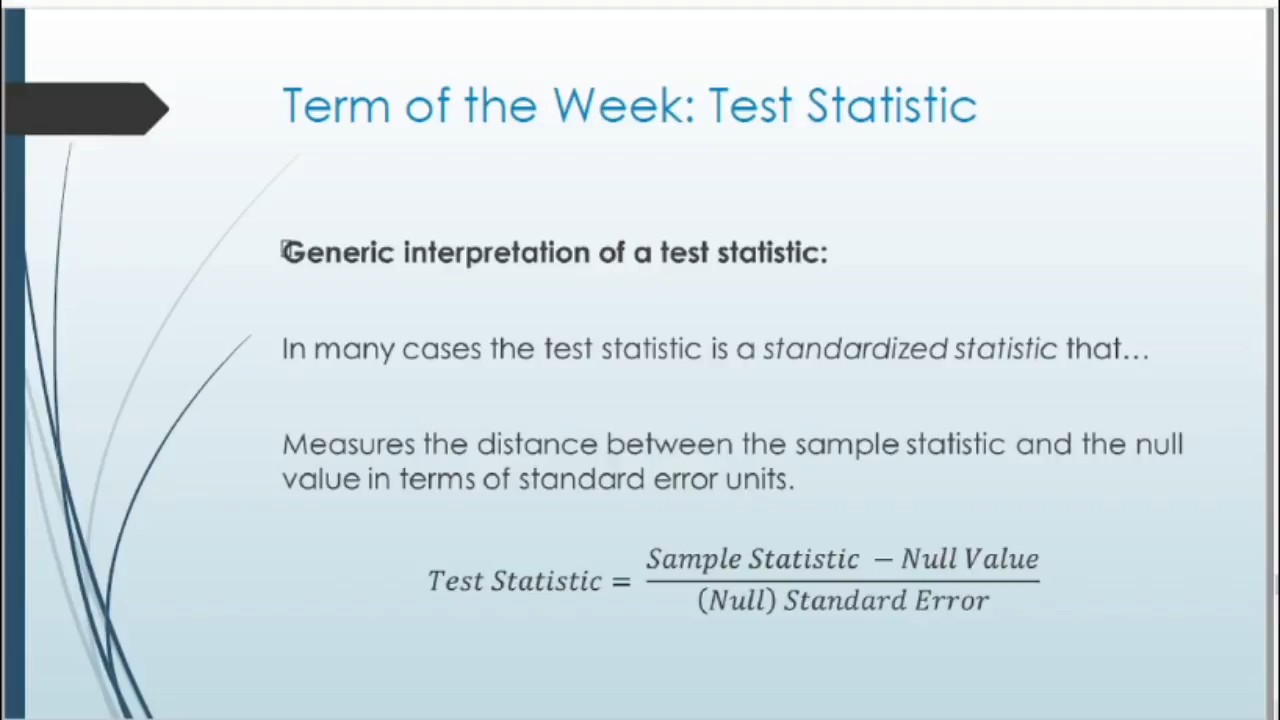 Term of the Week: Test Statistic
Generic interpretation of a test statistic:
In many cases the test statistic is a standardized statistic that…
Measures the distance between the sample statistic and the null
value in terms of standard error units.
Test Statistic = (Sample Statistic − Null Value) / ((Null) Standard Error)